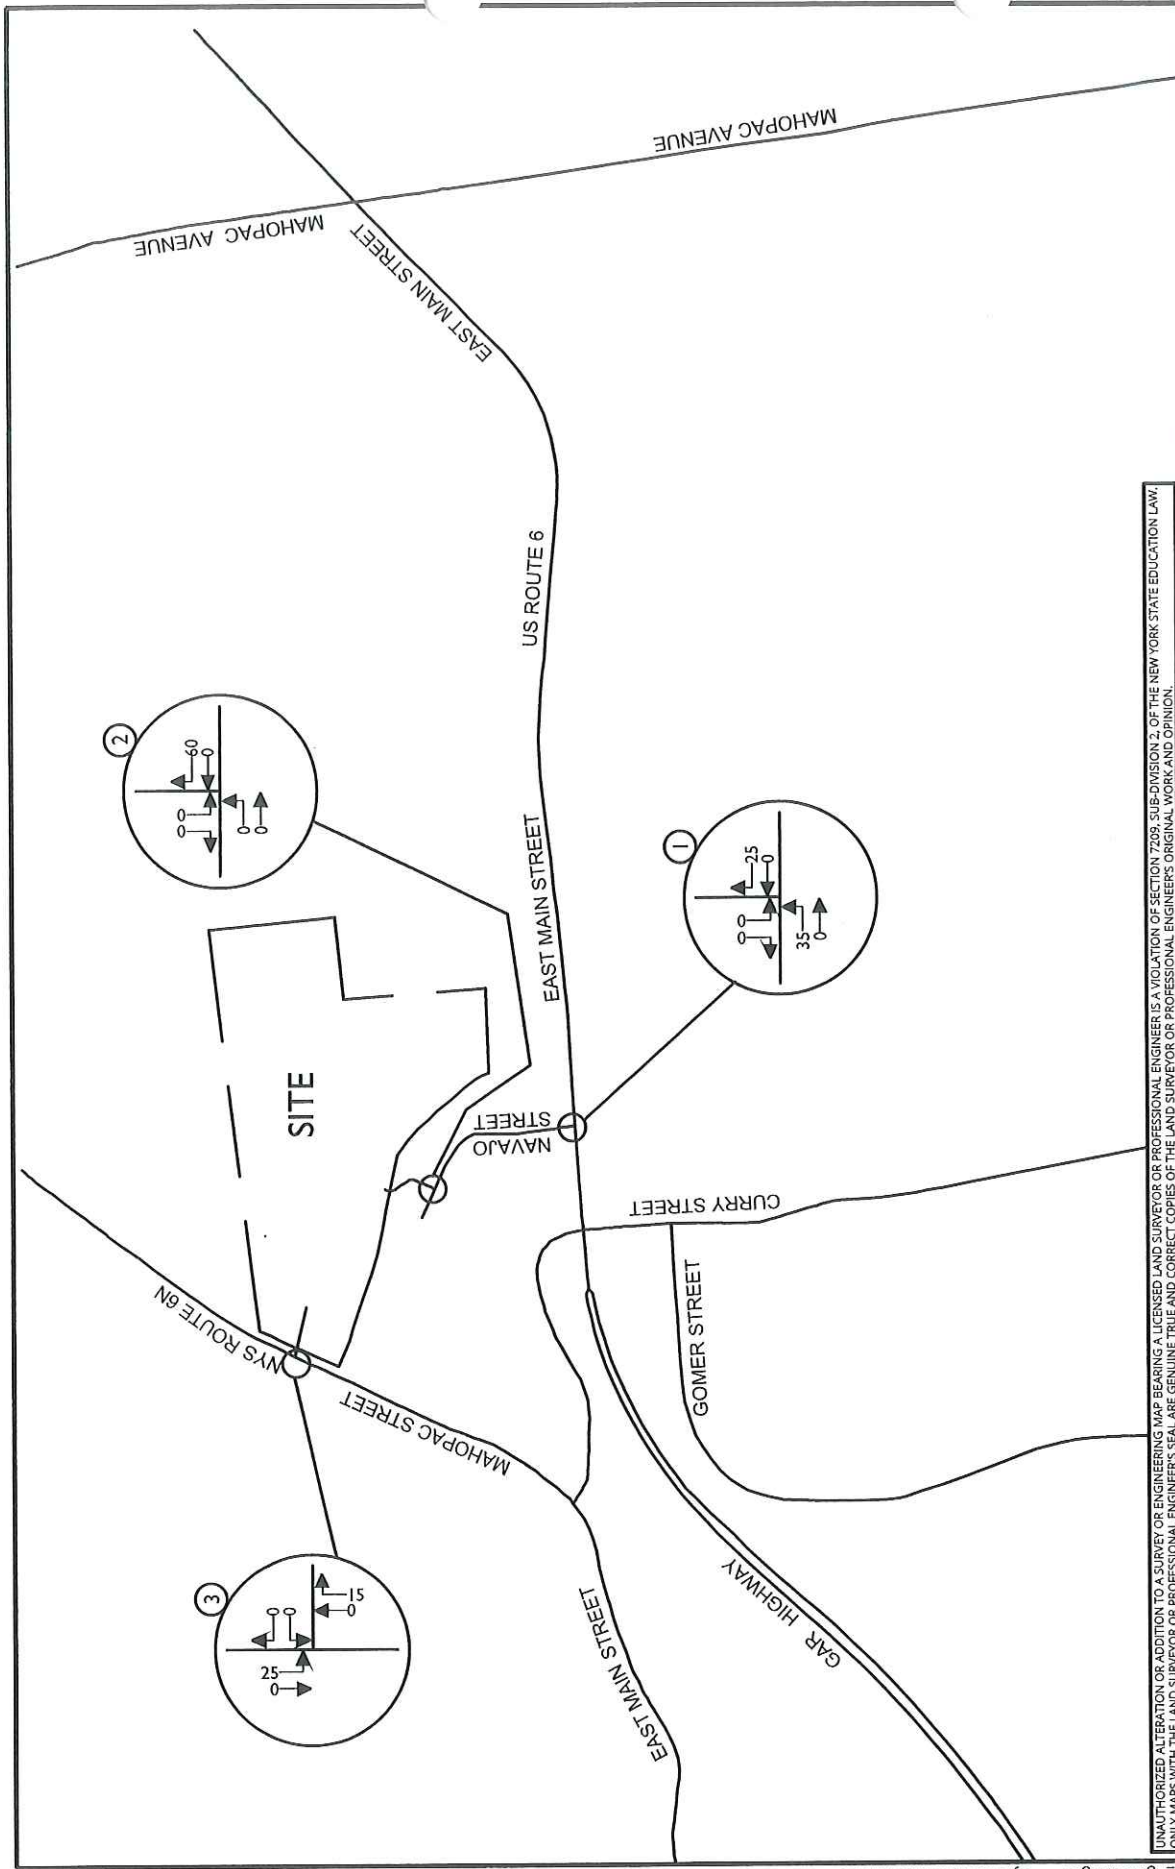 MAHOPAC AVENUE
MAHOPAC AVENUE
EAST MAIN STREET
US ROUTE 6
2
60
0
0
0
0
0
EAST MAIN STREET
1
25
0
0
0
35
0
SITE
NAVAJO
STREET
CURRY STREET
GOMER STREET
NYS ROUTE 6N
MAHOPAC STREET
3
0
0
25
0
15
0
EAST MAIN STREET
GAR HIGHWAY
UNAUTHORIZED ALTERATION OR ADDITION TO A SURVEY OR ENGINEERING MAP BEARING A LICENSED LAND SURVEYOR OR PROFESSIONAL ENGINEER IS A VIOLATION OF SECTION 7209, SUB-DIVISION 2, OF THE NEW YORK STATE EDUCATION LAW.
ONLY MAPS WITH THE LAND SURVEYOR OR PROFESSIONAL ENGINEER'S SEAL ARE GENUINE TRUE AND CORRECT COPIES OF THE LAND SURVEYOR OR PROFESSIONAL ENGINEER'S ORIGINAL WORK AND OPINION.